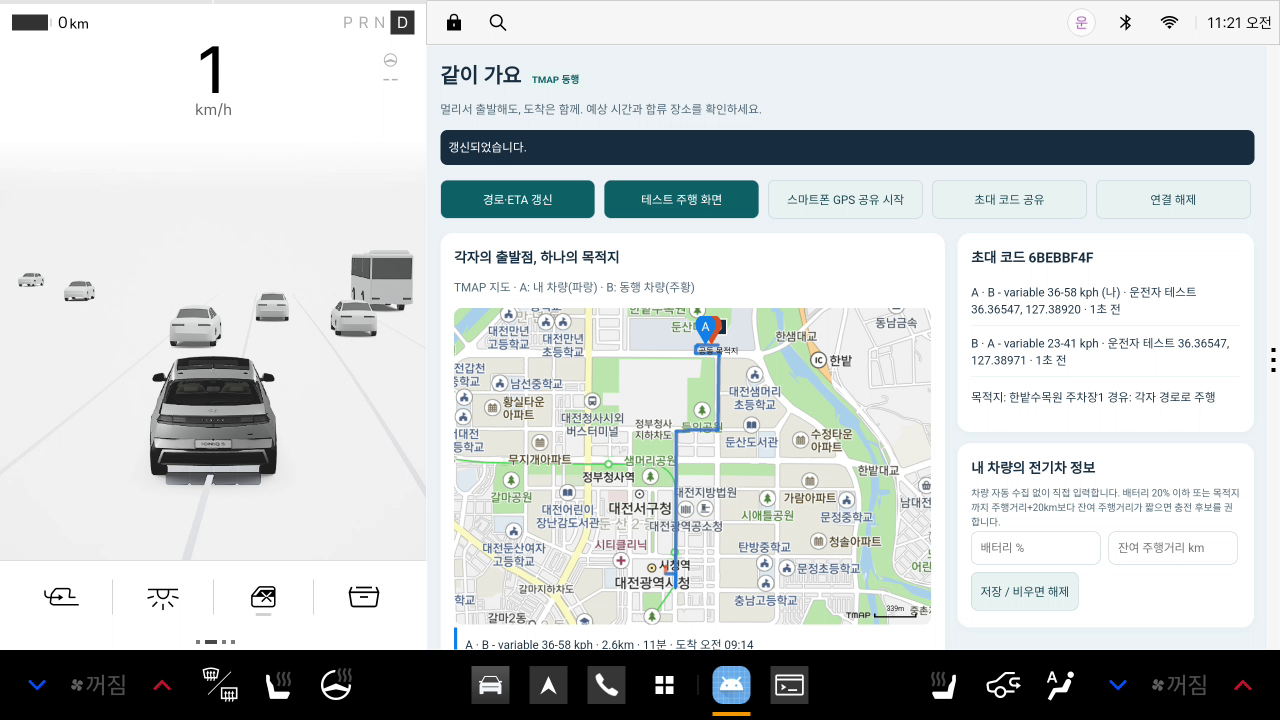 0km
P R N D
1
km/h
--
운
11:21 오전
같이 가요 TMAP 동행
멀리서 출발해도, 도착은 함께. 예상 시간과 합류 장소를 확인하세요.
갱신되었습니다.
경로·ETA 갱신
테스트 주행 화면
스마트폰 GPS 공유 시작
초대 코드 공유
연결 해제
각자의 출발점, 하나의 목적지
TMAP 지도 · A: 내 차량(파랑) · B: 동행 차량(주황)
대전만년
고등학교
대전만년
초등학교
A
한샘대교
동남금속
IC 한밭
남선중학교
대전샘머리
초등학교
황실타운
아파트
대전청사시외
버스터미널
정부청사
지하차도
둔산도서관
수정타운
아파트
무지개아파트
샘머리공원
한밭대교
정부청사역
갈마공원
대전지방법원
가람아파트
대전어린이
장난감도서관
대전서구청
시애틀공원
문정중학교
대전광역시
공소청
대전둔산여자
고등학교
시티클리닉
탄방중학교
청솔아파트
시청역
문정초등학교
대전광역시청
갈마지하차도
충남고등학교
갈마2동
TMAP 339m
A · B - variable 36-58 kph · 2.6km · 11분 · 도착 오전 09:14
초대 코드 6BEBBF4F
A · B - variable 36-58 kph (나) · 운전자 테스트
36.36547, 127.38920 · 1초 전
B · A - variable 23-41 kph · 운전자 테스트 36.36547,
127.38971 · 1초 전
목적지: 한밭수목원 주차장1 경유: 각자 경로로 주행
내 차량의 전기차 정보
차량 자동 수집 없이 직접 입력합니다. 배터리 20% 이하 또는 목적지
까지 주행거리+20km보다 잔여 주행거리가 짧으면 충전 후보를 권
합니다.
배터리 %
잔여 주행거리 km
저장 / 비우면 해제
꺼짐
A
꺼짐